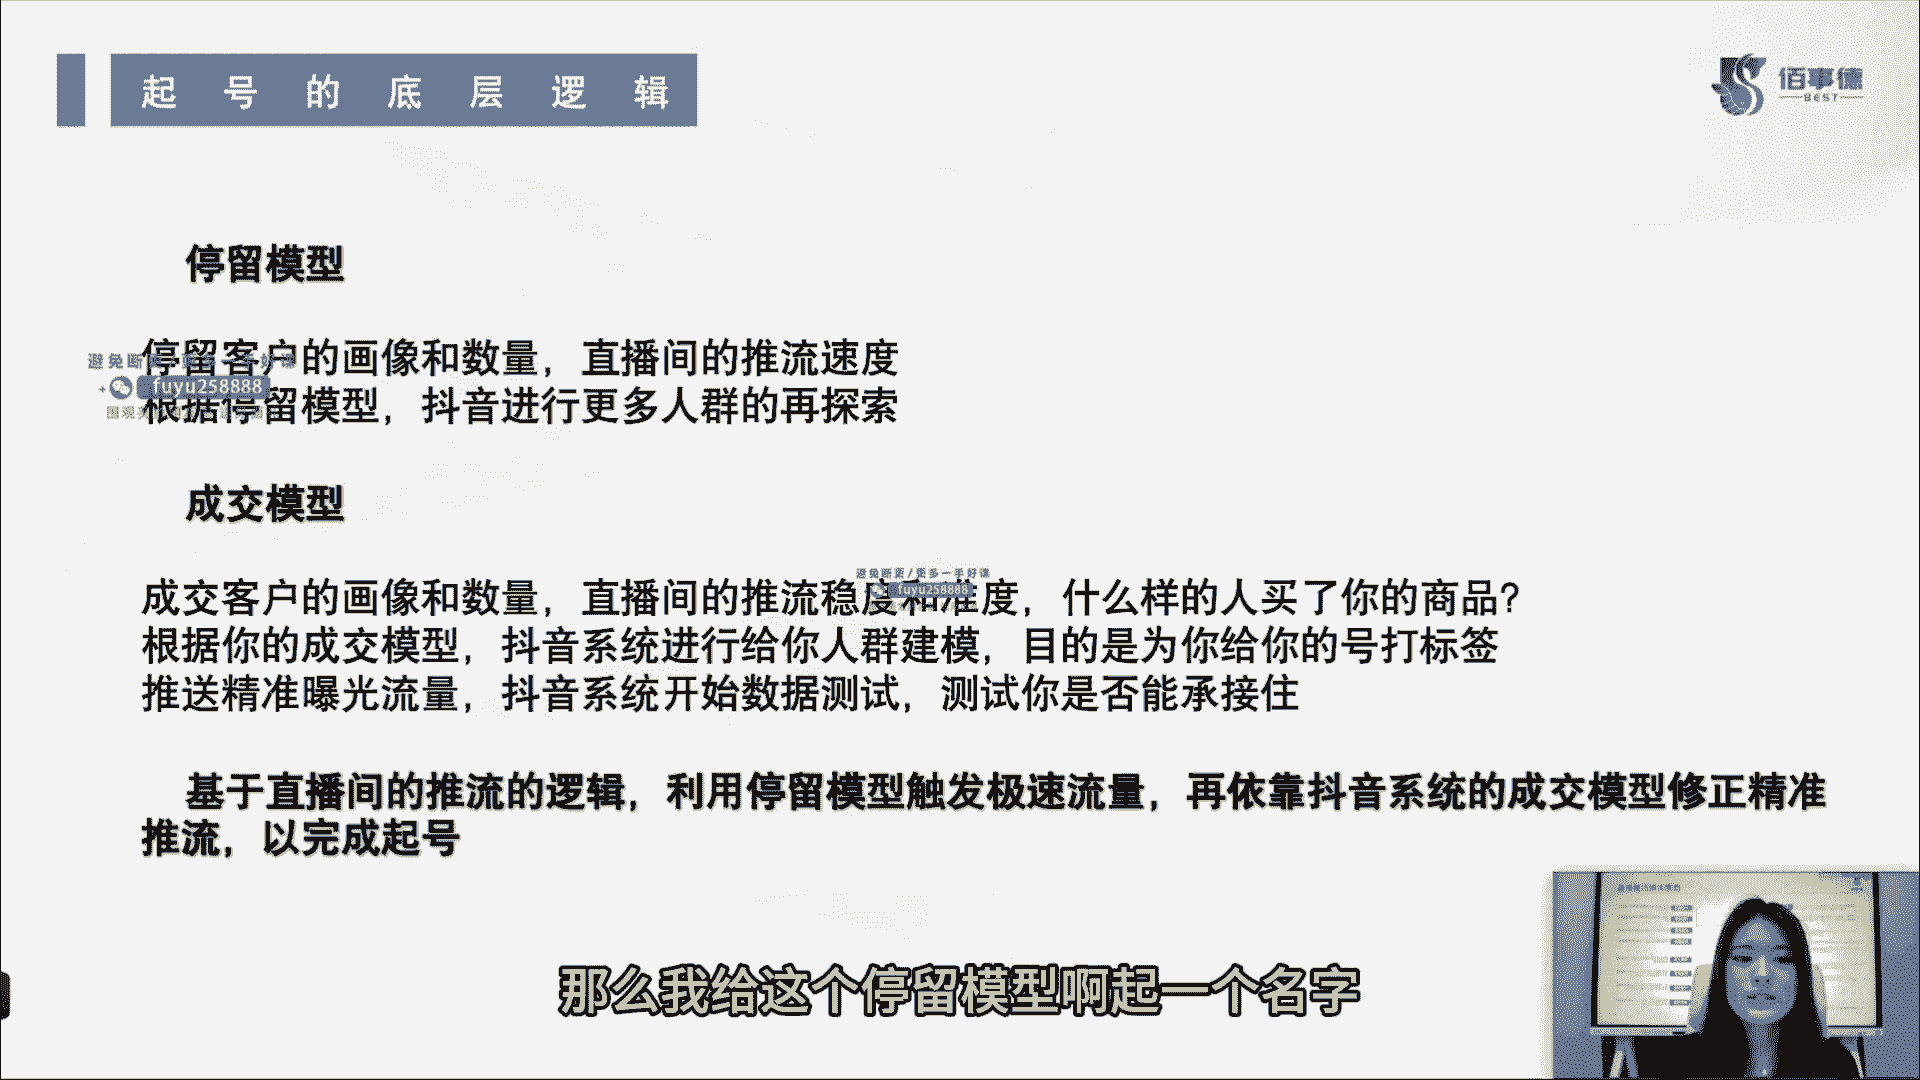 起号的底层逻辑
佰事德
BEST
停留模型
停留客户的画像和数量，直播间的推流速度
根据停留模型，抖音进行更多人群的再探索
fuyu258888
成交模型
避免断更/更多一手好课
fuyu258888
成交客户的画像和数量，直播间的推流稳度和准度，什么样的人买了你的商品？
根据你的成交模型，抖音系统进行给你人群建模，目的是为你给你的号打标签
推送精准曝光流量，抖音系统开始数据测试，测试你是否能承接住
基于直播间的推流的逻辑，利用停留模型触发极速流量，再依靠抖音系统的成交模型修正精准
推流，以完成起号
那么我给这个停留模型啊起一个名字